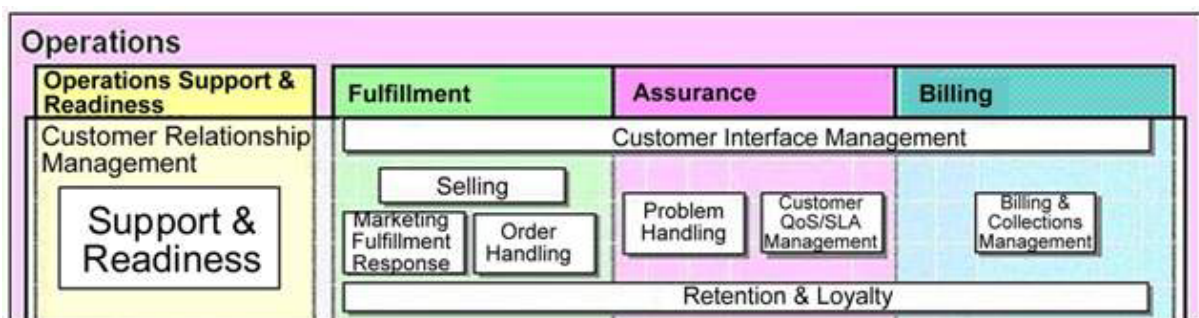 Operations
Operations Support &
Readiness
Fulfillment
Assurance
Billing
Customer Relationship
Management
Customer Interface Management
Support &
Readiness
Selling
Marketing
Fulfillment
Response
Order
Handling
Problem
Handling
Customer
QoS/SLA
Management
Billing &
Collections
Management
Retention & Loyalty